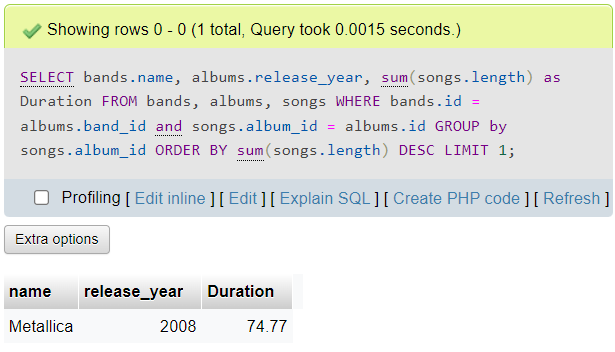 Showing rows 0 - 0 (1 total, Query took 0.0015 seconds.)
SELECT bands.name, albums.release_year, sum(songs.length) as
Duration FROM bands, albums, songs WHERE bands.id =
albums.band_id and songs.album_id = albums.id GROUP by
songs.album_id ORDER BY sum(songs.length) DESC LIMIT 1;
Profiling [ Edit inline ] [ Edit ] [ Explain SQL ] [ Create PHP code ] [ Refresh ]
Extra options
name release_year Duration
Metallica 2008 74.77